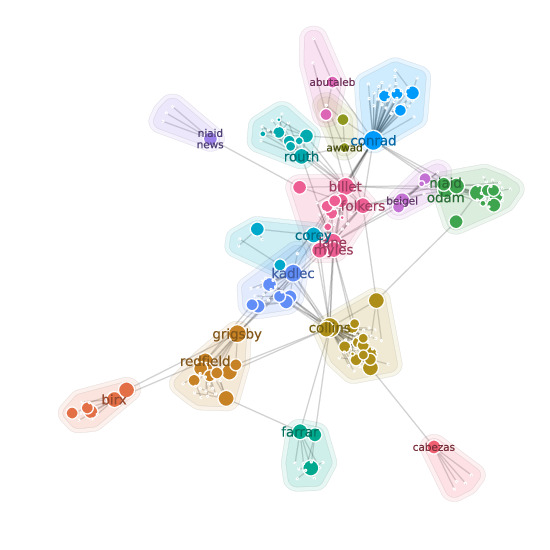 abutaleb
niaid
news
conrad
awwad
routh
niaid
odam
billet
beigel
folkers
corey
lane
myles
kadlec
collins
grigsby
redfield
birx
farrar
cabezas